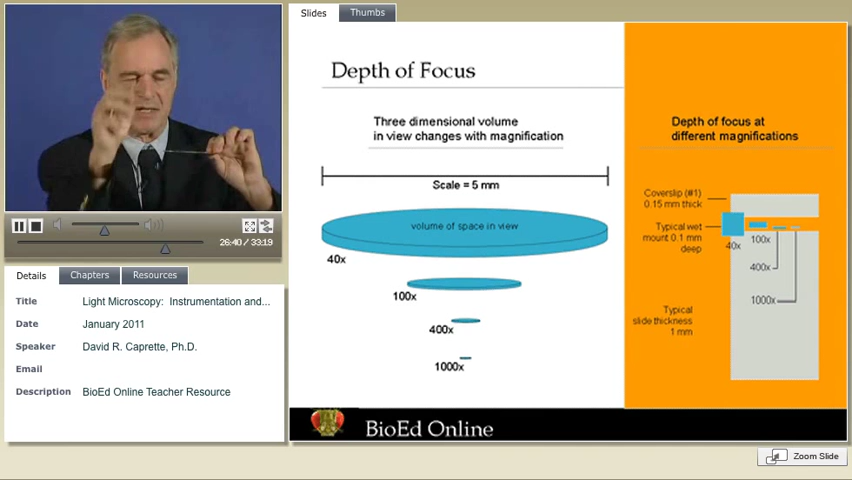 Slides
Thumbs
Depth of Focus
Three dimensional volume
in view changes with magnification
Scale = 5 mm
volume of space in view
40x
100x
400x
1000x
Depth of focus at
different magnifications
Coverslip (#1)
0.15 mm thick
Typical wet
mount 0.1 mm
deep
40x
100x
400x
1000x
Typical
slide thickness
1 mm
BioEd Online
26:40 / 33:19
Details
Chapters
Resources
Title Light Microscopy: Instrumentation and...
Date January 2011
Speaker David R. Caprette, Ph.D.
Email
Description BioEd Online Teacher Resource
Zoom Slide